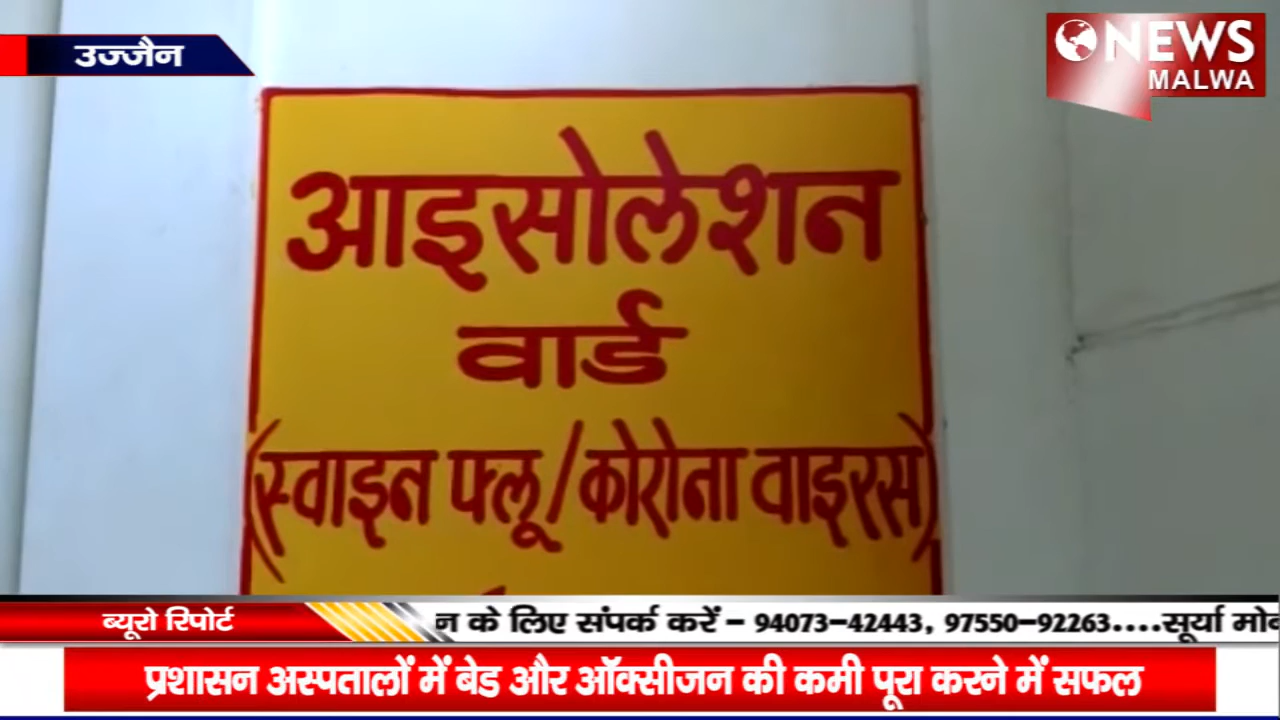 उज्जैन
NEWS
MALWA
आइसोलेशन
वार्ड
(स्वाइन फ्लू/कोरोना वाइरस)
ब्यूरो रिपोर्ट
न के लिए संपर्क करें - 94073-42443, 97550-92263....सूर्या
प्रशासन अस्पतालों में बेड और ऑक्सीजन की कमी पूरा करने में सफल